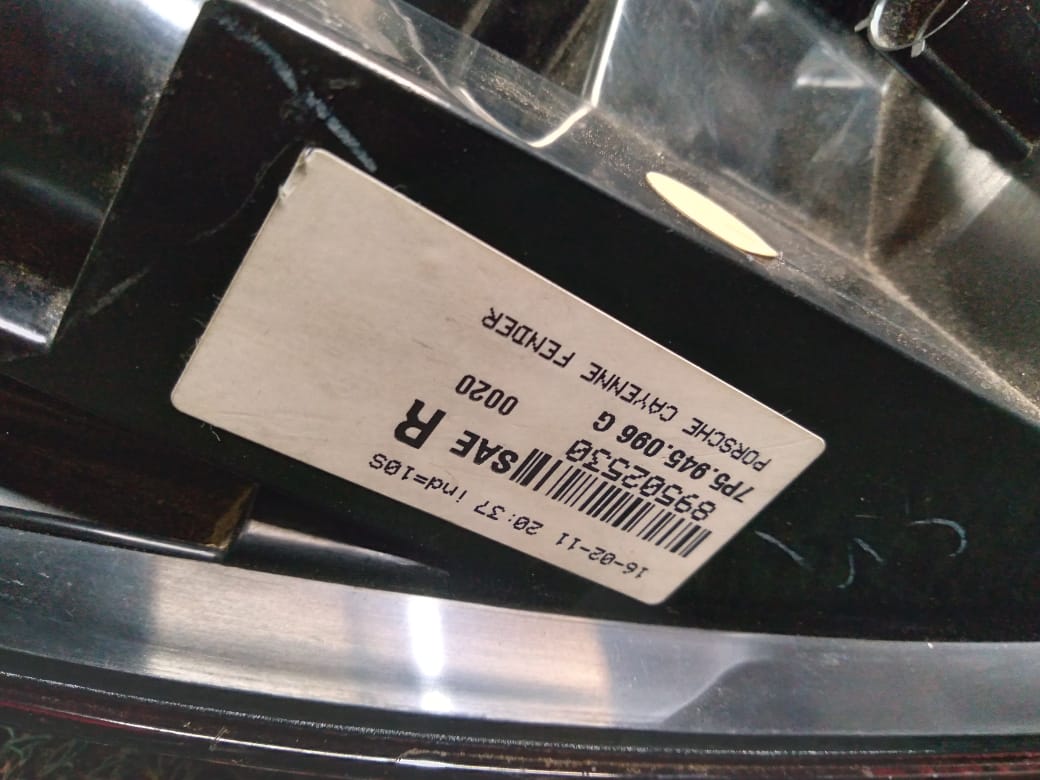 PORSCHE CAYENNE FENDER
7P5.945.096 G 0020
89502530 SAE R
16-02-11 20:37 ind=10S